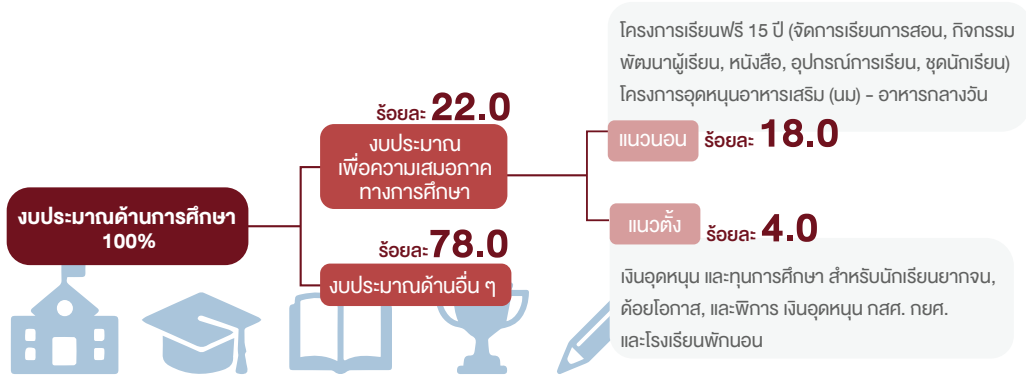 งบประมาณด้านการศึกษา
100%
ร้อยละ 22.0
งบประมาณ
เพื่อความเสมอภาค
ทางการศึกษา
ร้อยละ 78.0
งบประมาณด้านอื่น ๆ
โครงการเรียนฟรี 15 ปี (จัดการเรียนการสอน, กิจกรรม
พัฒนาผู้เรียน, หนังสือ, อุปกรณ์การเรียน, ชุดนักเรียน)
โครงการอุดหนุนอาหารเสริม (นม) - อาหารกลางวัน
แนวนอน ร้อยละ 18.0
แนวตั้ง ร้อยละ 4.0
เงินอุดหนุน และทุนการศึกษา สำหรับนักเรียนยากจน,
ด้อยโอกาส, และพิการ เงินอุดหนุน กสศ. กยศ.
และโรงเรียนพักนอน